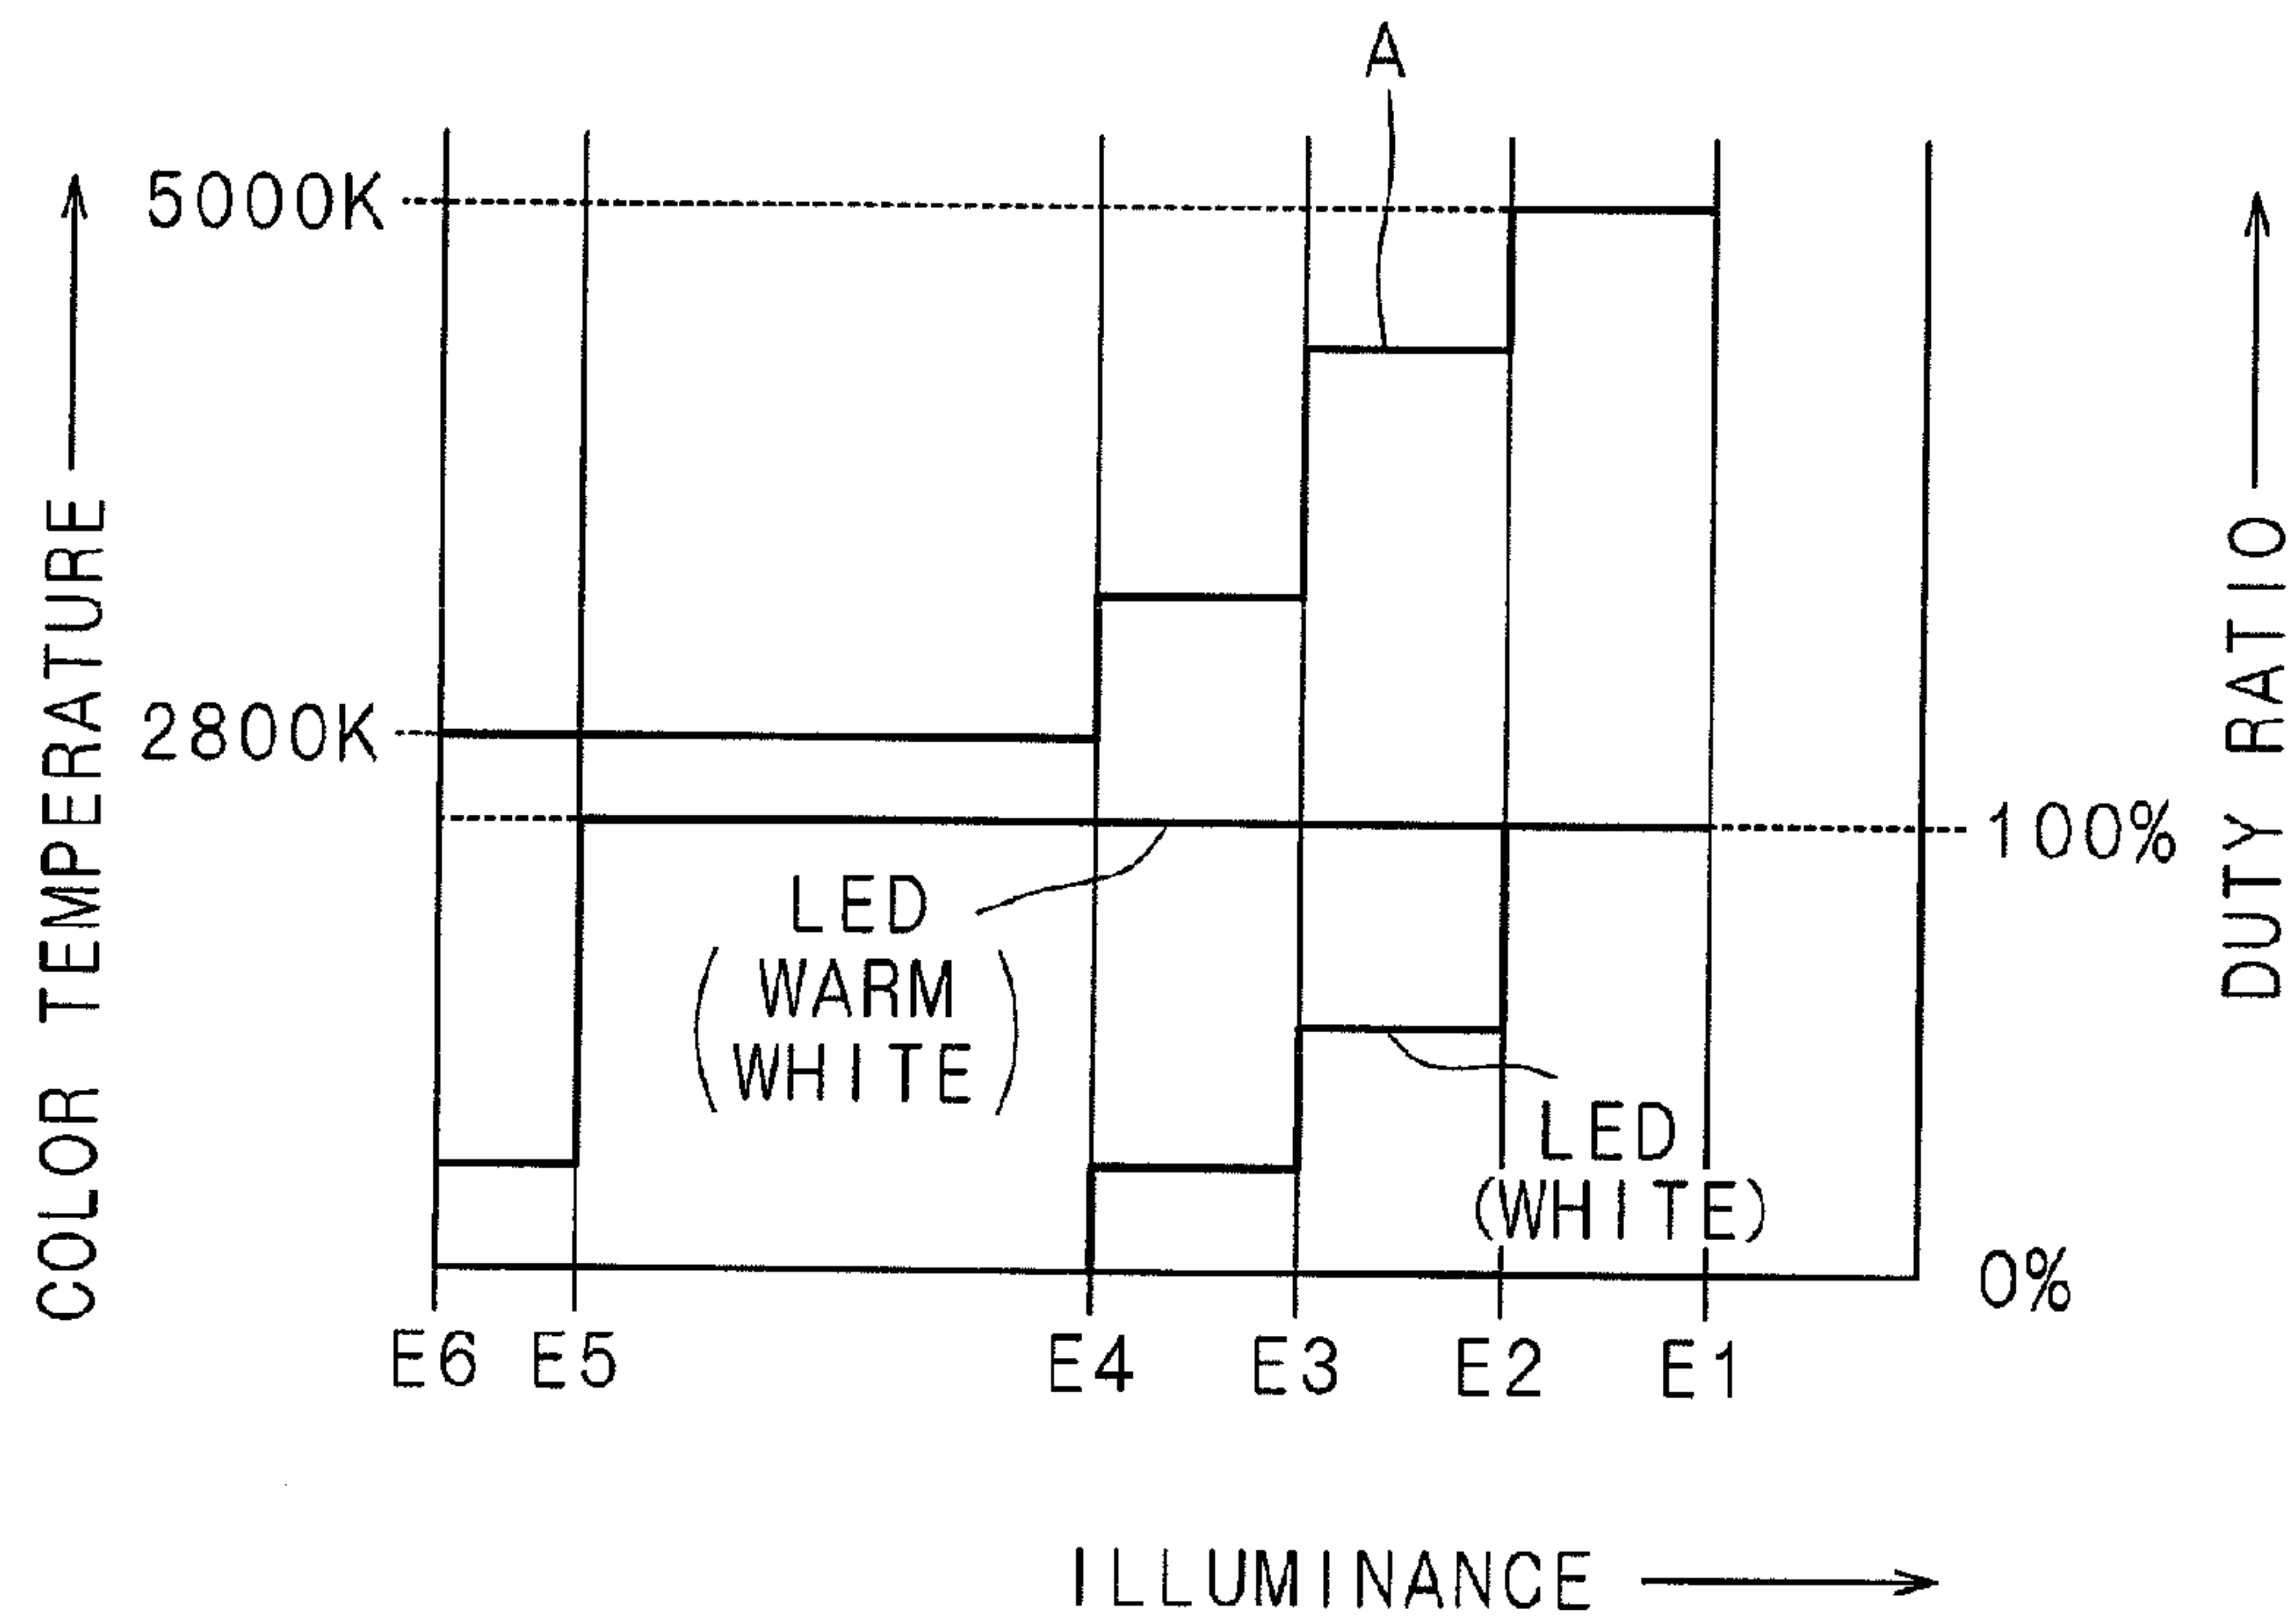 A
5000K
2800K
COLOR TEMPERATURE
DUTY RATIO
100%
LED
(WARM
WHITE)
LED
(WHITE)
0%
E6 E5 E4 E3 E2 E1
ILLUMINANCE